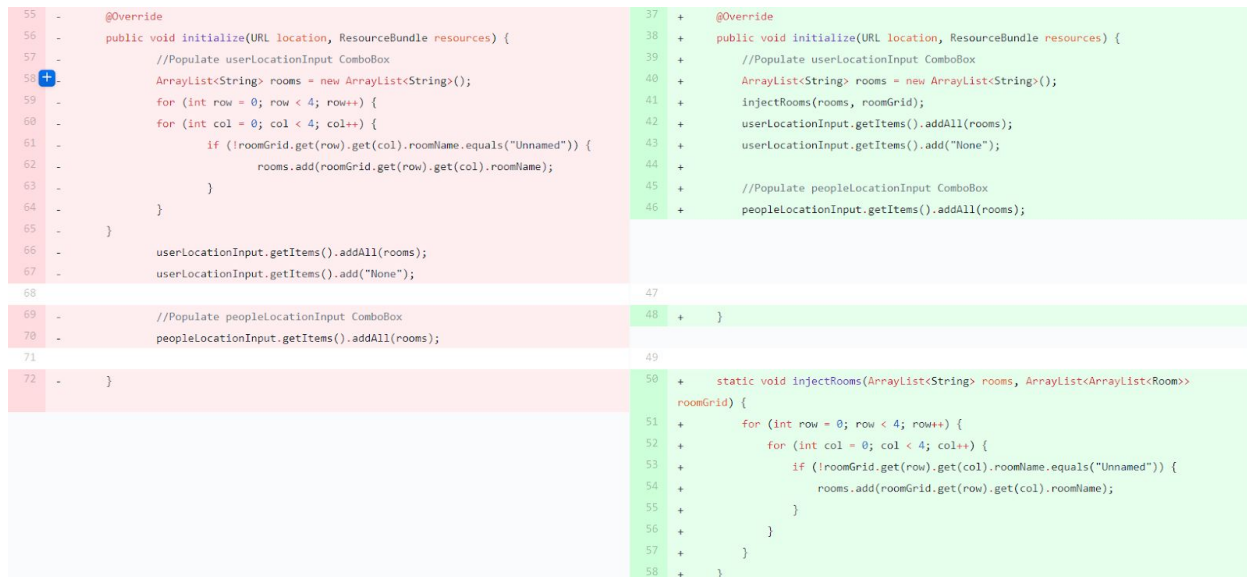 55 -     @Override
56 -     public void initialize(URL location, ResourceBundle resources) {
57 -         //Populate userLocationInput ComboBox
58 + -         ArrayList<String> rooms = new ArrayList<String>();
59 -         for (int row = 0; row < 4; row++) {
60 -         for (int col = 0; col < 4; col++) {
61 -                 if (!roomGrid.get(row).get(col).roomName.equals("Unnamed")) {
62 -                         rooms.add(roomGrid.get(row).get(col).roomName);
63 -                 }
64 -         }
65 -     }
66 -         userLocationInput.getItems().addAll(rooms);
67 -         userLocationInput.getItems().add("None");
68
69 -         //Populate peopleLocationInput ComboBox
70 -         peopleLocationInput.getItems().addAll(rooms);
71
72 -     }
37 +     @Override
38 +     public void initialize(URL location, ResourceBundle resources) {
39 +         //Populate userLocationInput ComboBox
40 +         ArrayList<String> rooms = new ArrayList<String>();
41 +         injectRooms(rooms, roomGrid);
42 +         userLocationInput.getItems().addAll(rooms);
43 +         userLocationInput.getItems().add("None");
44 +
45 +         //Populate peopleLocationInput ComboBox
46 +         peopleLocationInput.getItems().addAll(rooms);
47
48 +     }
49
50 +     static void injectRooms(ArrayList<String> rooms, ArrayList<ArrayList<Room>>
roomGrid) {
51 +         for (int row = 0; row < 4; row++) {
52 +             for (int col = 0; col < 4; col++) {
53 +                 if (!roomGrid.get(row).get(col).roomName.equals("Unnamed")) {
54 +                     rooms.add(roomGrid.get(row).get(col).roomName);
55 +                 }
56 +             }
57 +         }
58 +     }